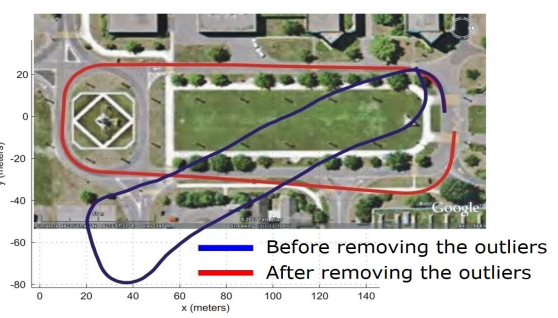 20
0
-20
-40
-60
-80
y (meters)
Google
Before removing the outliers
After removing the outliers
0 20 40 60 80 100 120 140
x (meters)